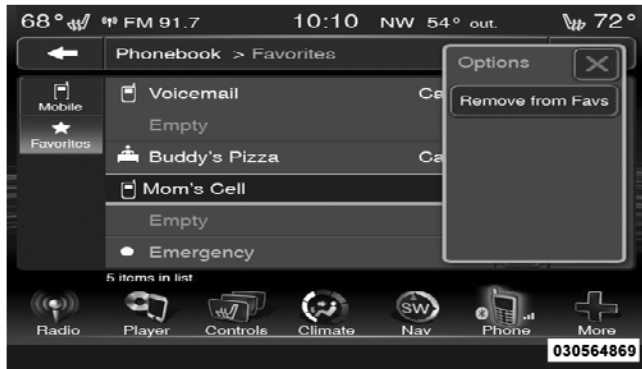 68° FM 91.7 10:10 NW 54° out. 72°
Phonebook > Favorites
Options
Mobile
Voicemail Ca
Remove from Favs
Empty
Favorites
Buddy's Pizza Ca
Mom's Cell
Empty
Emergency
5 items in list
SW
Radio Player Controls Climate Nav Phone More
030564869